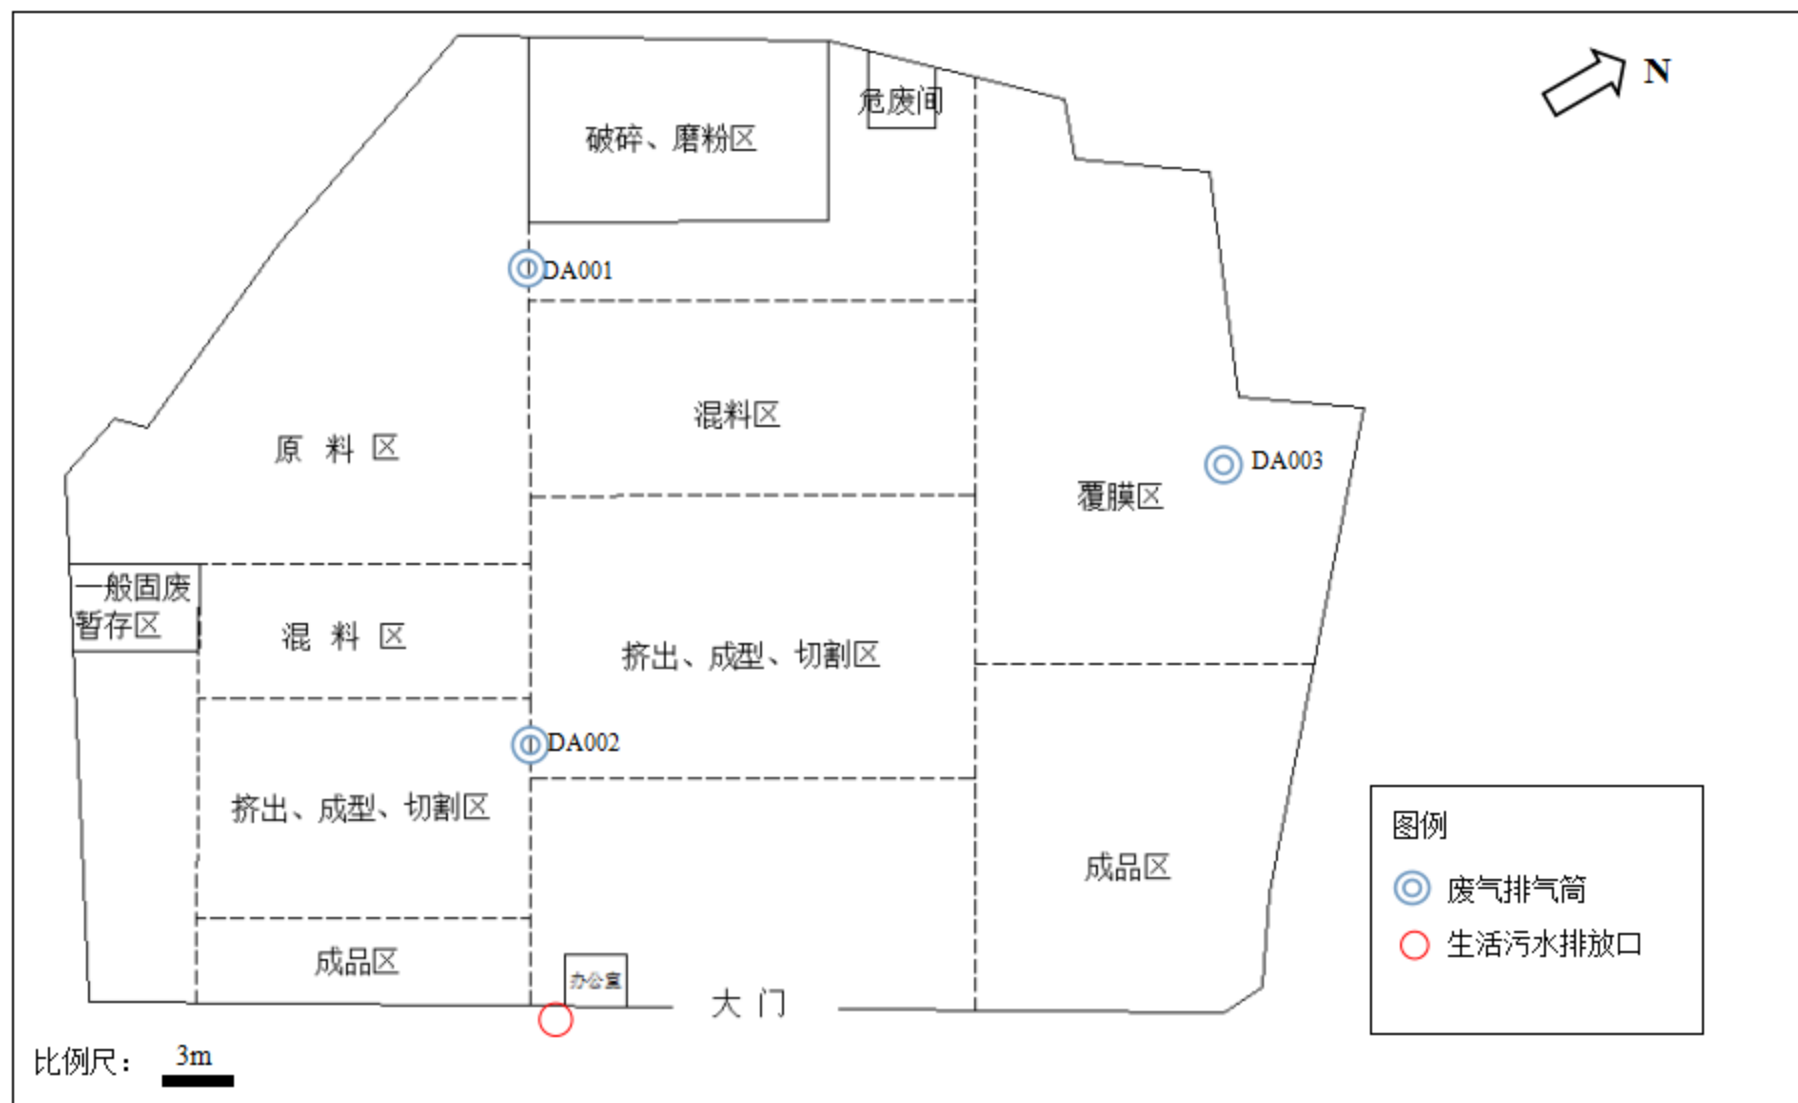 N
危废间
破碎、磨粉区
DA001
混料区
原 料 区
DA003
覆膜区
一般固废
暂存区
混 料 区
挤出、成型、切割区
DA002
挤出、成型、切割区
成品区
成品区
办公室
大 门
图例
废气排气筒
生活污水排放口
比例尺：
3m